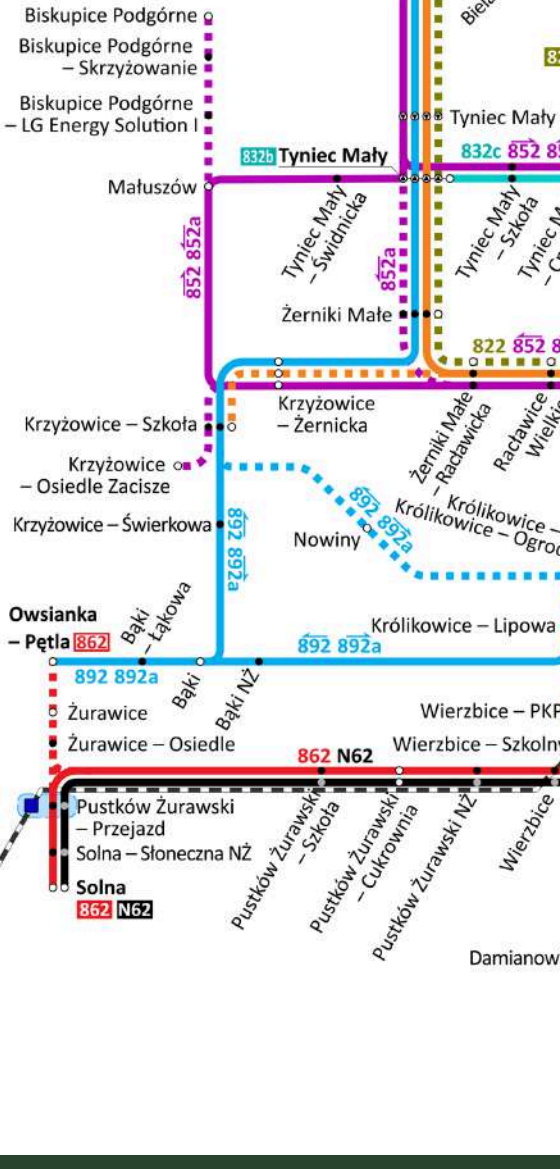 Biskupice Podgórne
Biskupice Podgórne
– Skrzyżowanie
Biskupice Podgórne
– LG Energy Solution I
Tyniec Mały
832b Tyniec Mały
832c 852
Małuszów
Tyniec Mały
– Świdnicka
Tyniec Mały
– Szkoła
852 852a
852a
Żerniki Małe
822 852
Krzyżowice
– Żernicka
Żerniki Małe
– Racławicka
Racławice
Krzyżowice – Szkoła
Krzyżowice
– Osiedle Zacisze
Krzyżowice – Świerkowa
892 892a
892 892a
Nowiny
Królikowice –
Królikowice –
Owsianka
– Pętla 862
Bąki
– Łąkowa
Królikowice – Lipowa
892 892a
892 892a
Bąki
Bąki NŻ
Żurawice
Wierzbice –
Żurawice – Osiedle
862 N62
Wierzbice –
Pustków Żurawski
– Przejazd
Solna – Słoneczna NŻ
Solna
862 N62
Pustków Żurawski
– Szkoła
Pustków Żurawski
– Cukrownia
Pustków Żurawski NŻ
Wierzbice